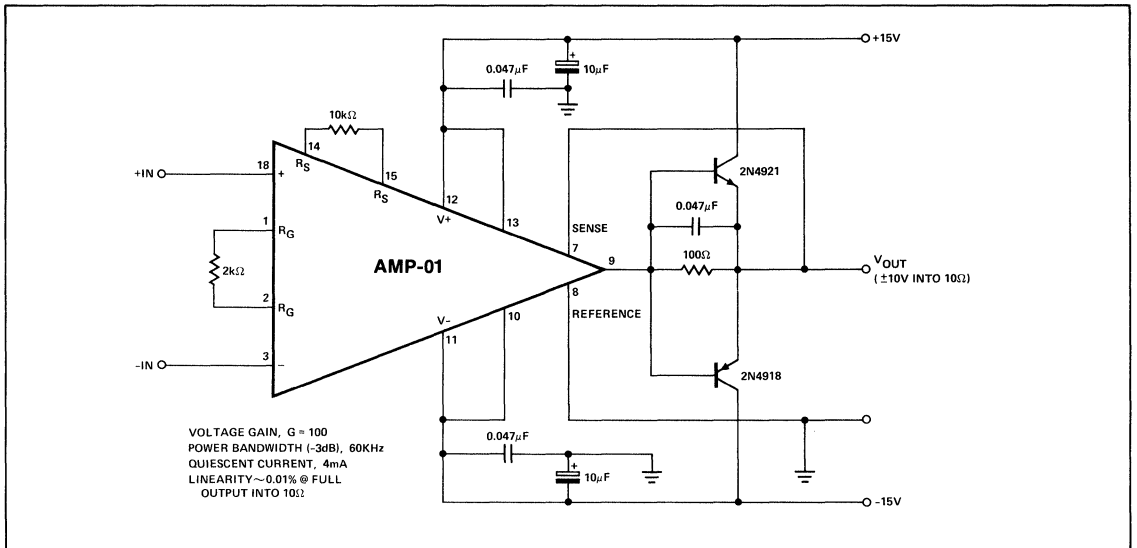 +15V
0.047µF
+
10µF
10kΩ
14
RS
15
RS
18
+IN
+
12
V+
13
2N4921
0.047µF
SENSE
7
1
RG
2kΩ
AMP-01
9
100Ω
VOUT
(±10V INTO 10Ω)
2
RG
8
REFERENCE
V-
10
11
-IN
3
-
2N4918
VOLTAGE GAIN, G = 100
POWER BANDWIDTH (-3dB), 60KHz
QUIESCENT CURRENT, 4mA
LINEARITY~0.01% @ FULL
OUTPUT INTO 10Ω
0.047µF
+
10µF
-15V